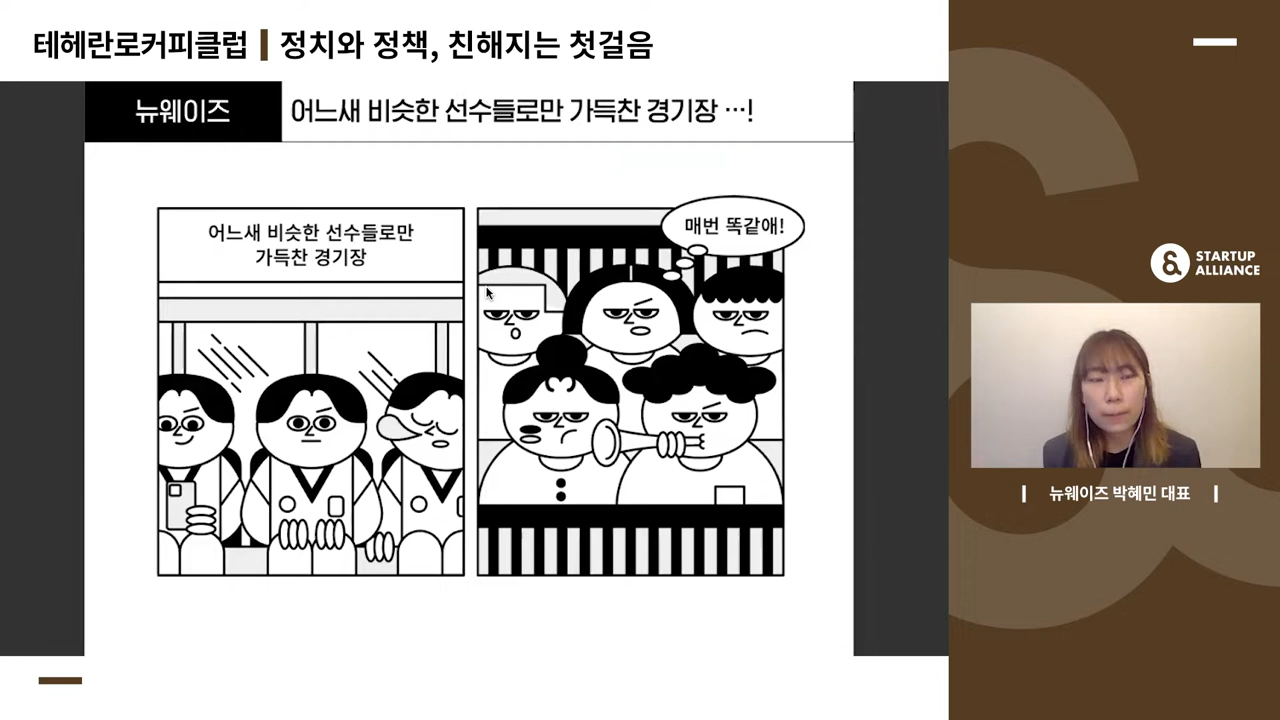 테헤란로커피클럽 | 정치와 정책, 친해지는 첫걸음
뉴웨이즈
어느새 비슷한 선수들로만 가득찬 경기장 …!
어느새 비슷한 선수들로만
가득찬 경기장
매번 똑같애!
STARTUP
ALLIANCE
뉴웨이즈 박혜민 대표